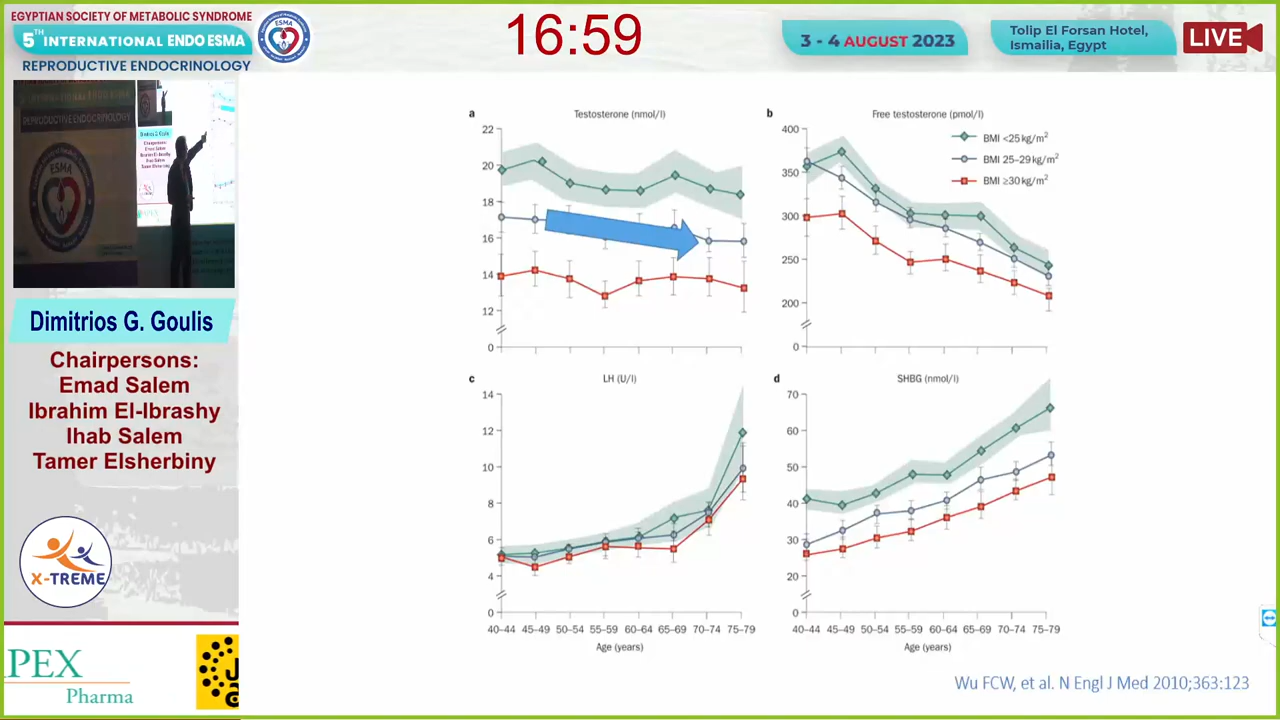 EGYPTIAN SOCIETY OF METABOLIC SYNDROME
5TH INTERNATIONAL ENDO ESMA
REPRODUCTIVE ENDOCRINOLOGY
ESMA
16:59
3 - 4 AUGUST 2023
Tolip El Forsan Hotel,
Ismailia, Egypt
LIVE
REPRODUCTIVE ENDOCRINOLOGY
ESMA
Dimitrios G. Goulis
Dimitrios G. Goulis
Chairpersons:
Emad Salem
Ibrahim El-Ibrashy
Ihab Salem
Tamer Elsherbiny
X-TREME
PEX
Pharma
a
Testosterone (nmol/l)
22
20
18
16
14
12
0
b
Free testosterone (pmol/l)
400
350
300
250
200
0
BMI <25 kg/m²
BMI 25–29 kg/m²
BMI ≥30 kg/m²
c
LH (U/l)
14
12
10
8
6
4
0
40–44 45–49 50–54 55–59 60–64 65–69 70–74 75–79
Age (years)
d
SHBG (nmol/l)
70
60
50
40
30
20
0
40–44 45–49 50–54 55–59 60–64 65–69 70–74 75–79
Age (years)
Wu FCW, et al. N Engl J Med 2010;363:123